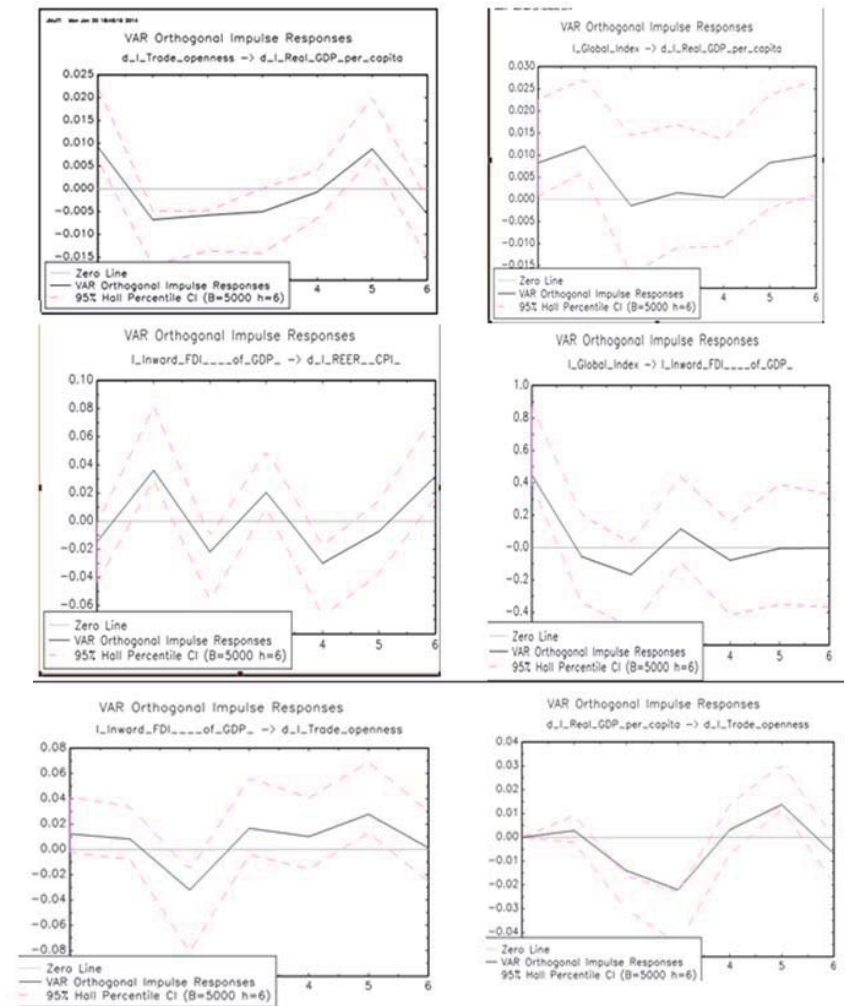 VAR Orthogonal Impulse Responses
d_l_Trade_openness -> d_l_Real_GDP_per_capita
0.025
0.020
0.015
0.010
0.005
0.000
-0.005
-0.010
-0.015
Zero Line
VAR Orthogonal Impulse Responses
95% Hall Percentile CI (B=5000 h=6)
4
5
6
VAR Orthogonal Impulse Responses
l_Global_Index -> d_l_Real_GDP_per_capita
0.030
0.025
0.020
0.015
0.010
0.005
0.000
-0.005
-0.010
-0.015
Zero Line
VAR Orthogonal Impulse Responses
95% Hall Percentile CI (B=5000 h=6)
4
5
6
VAR Orthogonal Impulse Responses
l_Inward_FDI____of_GDP_ -> d_l_REER__CPI_
0.10
0.08
0.06
0.04
0.02
0.00
-0.02
-0.04
-0.06
Zero Line
VAR Orthogonal Impulse Responses
95% Hall Percentile CI (B=5000 h=6)
4
5
6
VAR Orthogonal Impulse Responses
l_Global_Index -> l_Inward_FDI____of_GDP_
1.0
0.8
0.6
0.4
0.2
-0.0
-0.2
-0.4
Zero Line
VAR Orthogonal Impulse Responses
95% Hall Percentile CI (B=5000 h=6)
4
5
6
VAR Orthogonal Impulse Responses
l_Inward_FDI____of_GDP_ -> d_l_Trade_openness
0.08
0.06
0.04
0.02
0.00
-0.02
-0.04
-0.06
-0.08
Zero Line
VAR Orthogonal Impulse Responses
95% Hall Percentile CI (B=5000 h=6)
4
5
6
VAR Orthogonal Impulse Responses
d_l_Real_GDP_per_capita -> d_l_Trade_openness
0.04
0.03
0.02
0.01
0.00
-0.01
-0.02
-0.03
-0.04
Zero Line
VAR Orthogonal Impulse Responses
95% Hall Percentile CI (B=5000 h=6)
4
5
6